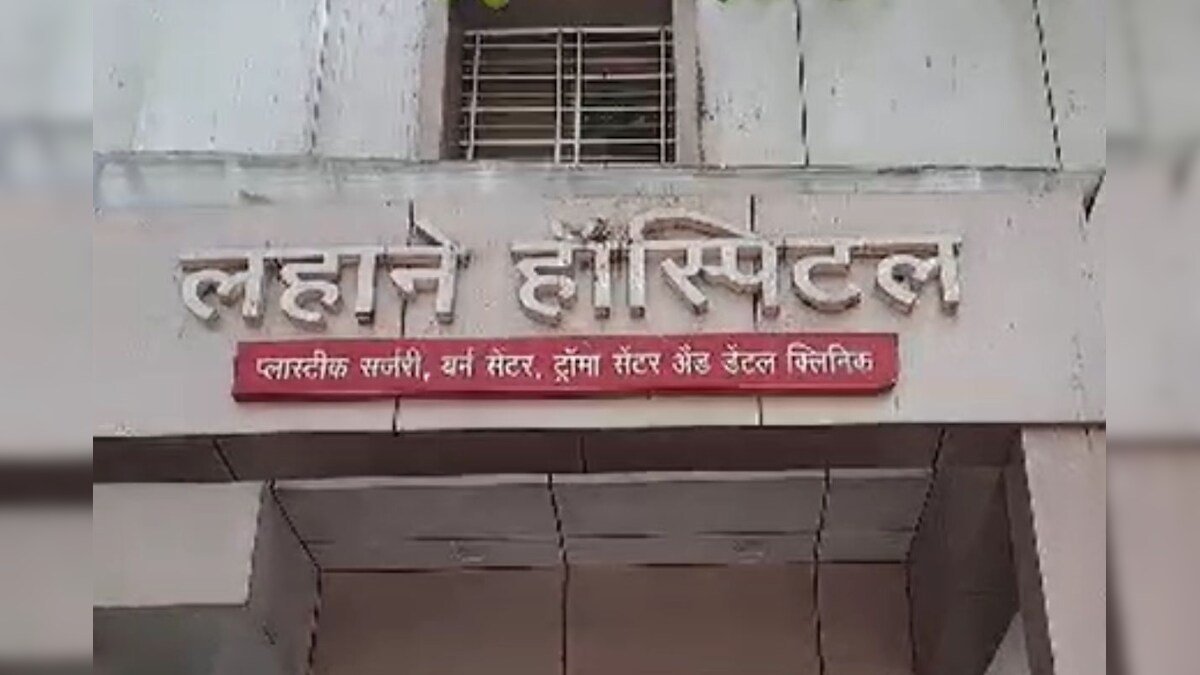 लहाने हॉस्पिटल
प्लास्टीक सर्जरी, बर्न सेंटर, ट्रॉमा सेंटर अँड डेंटल क्लिनिक